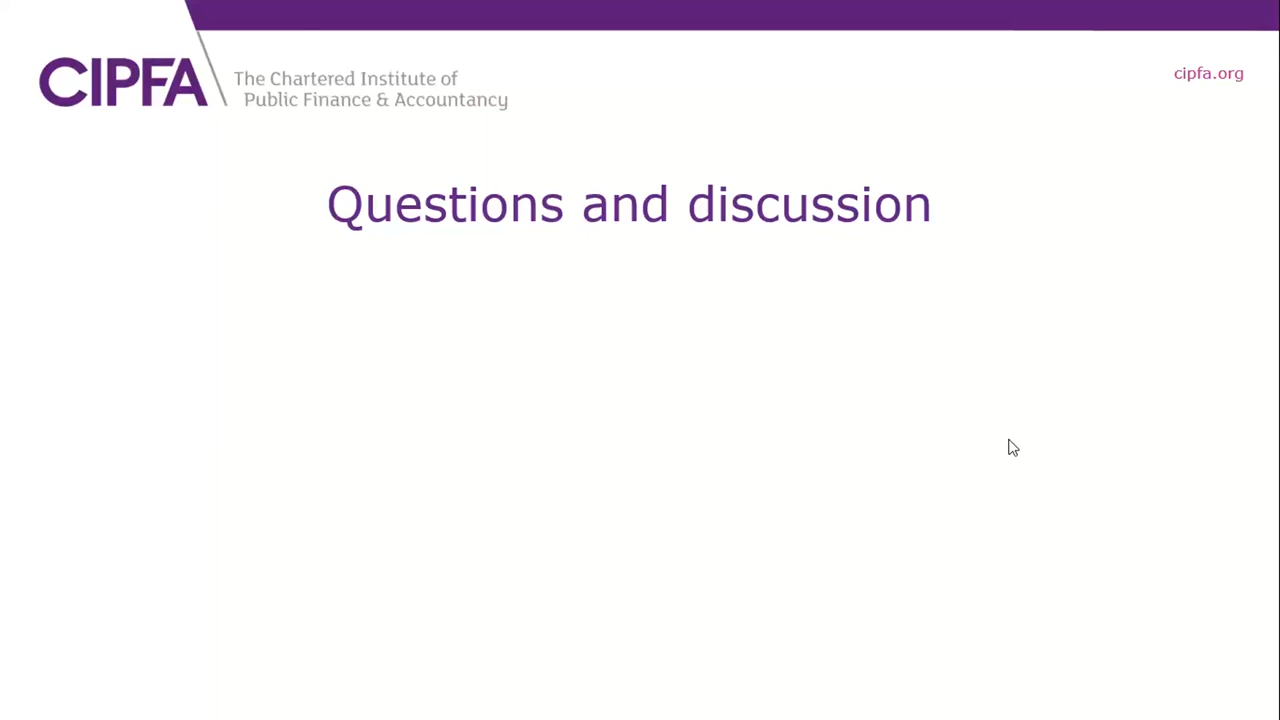 CIPFA
The Chartered Institute of
Public Finance & Accountancy
cipfa.org
Questions and discussion